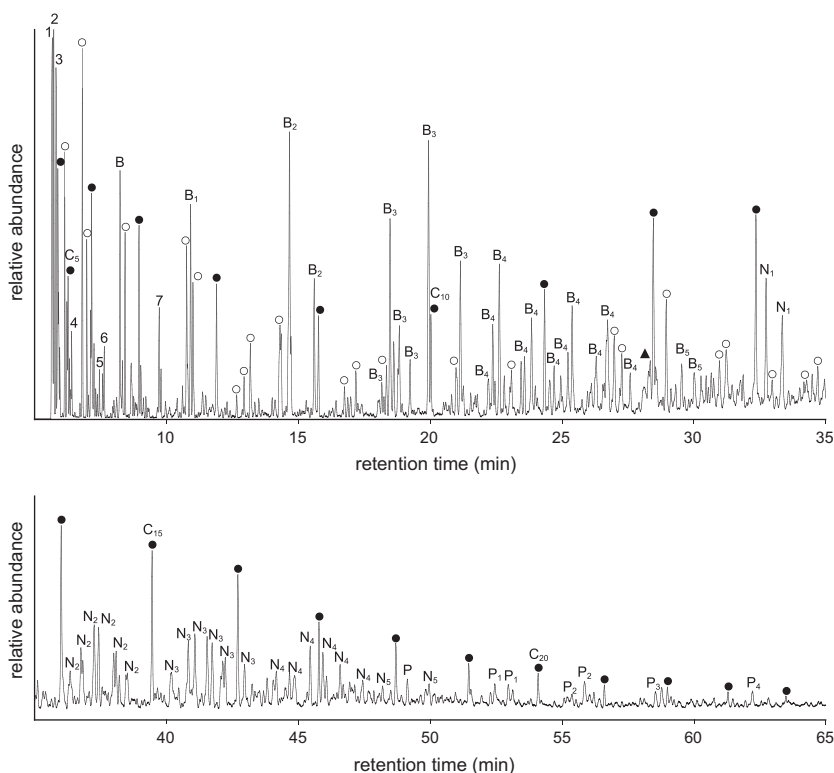 2
1
3
C₅
4
5 6
B
7
B₁
B₂
B₂
B₃
B₃
B₃
B₃
B₃
C₁₀
B₃
B₄
B₄
B₄
B₄
B₄
B₄
B₄
B₄
B₄
B₄
B₅
B₅
N₁
N₁
relative abundance
10 15 20 25 30 35
retention time (min)
C₁₅
N₂
N₂
N₂
N₂
N₂
N₂
N₃
N₃
N₃
N₃
N₃
N₃
N₄
N₄
N₄
N₄
N₄
N₄
N₄
N₅
P
N₅
P₁ P₁
C₂₀
P₂
P₂
P₃
P₄
relative abundance
40 45 50 55 60 65
retention time (min)